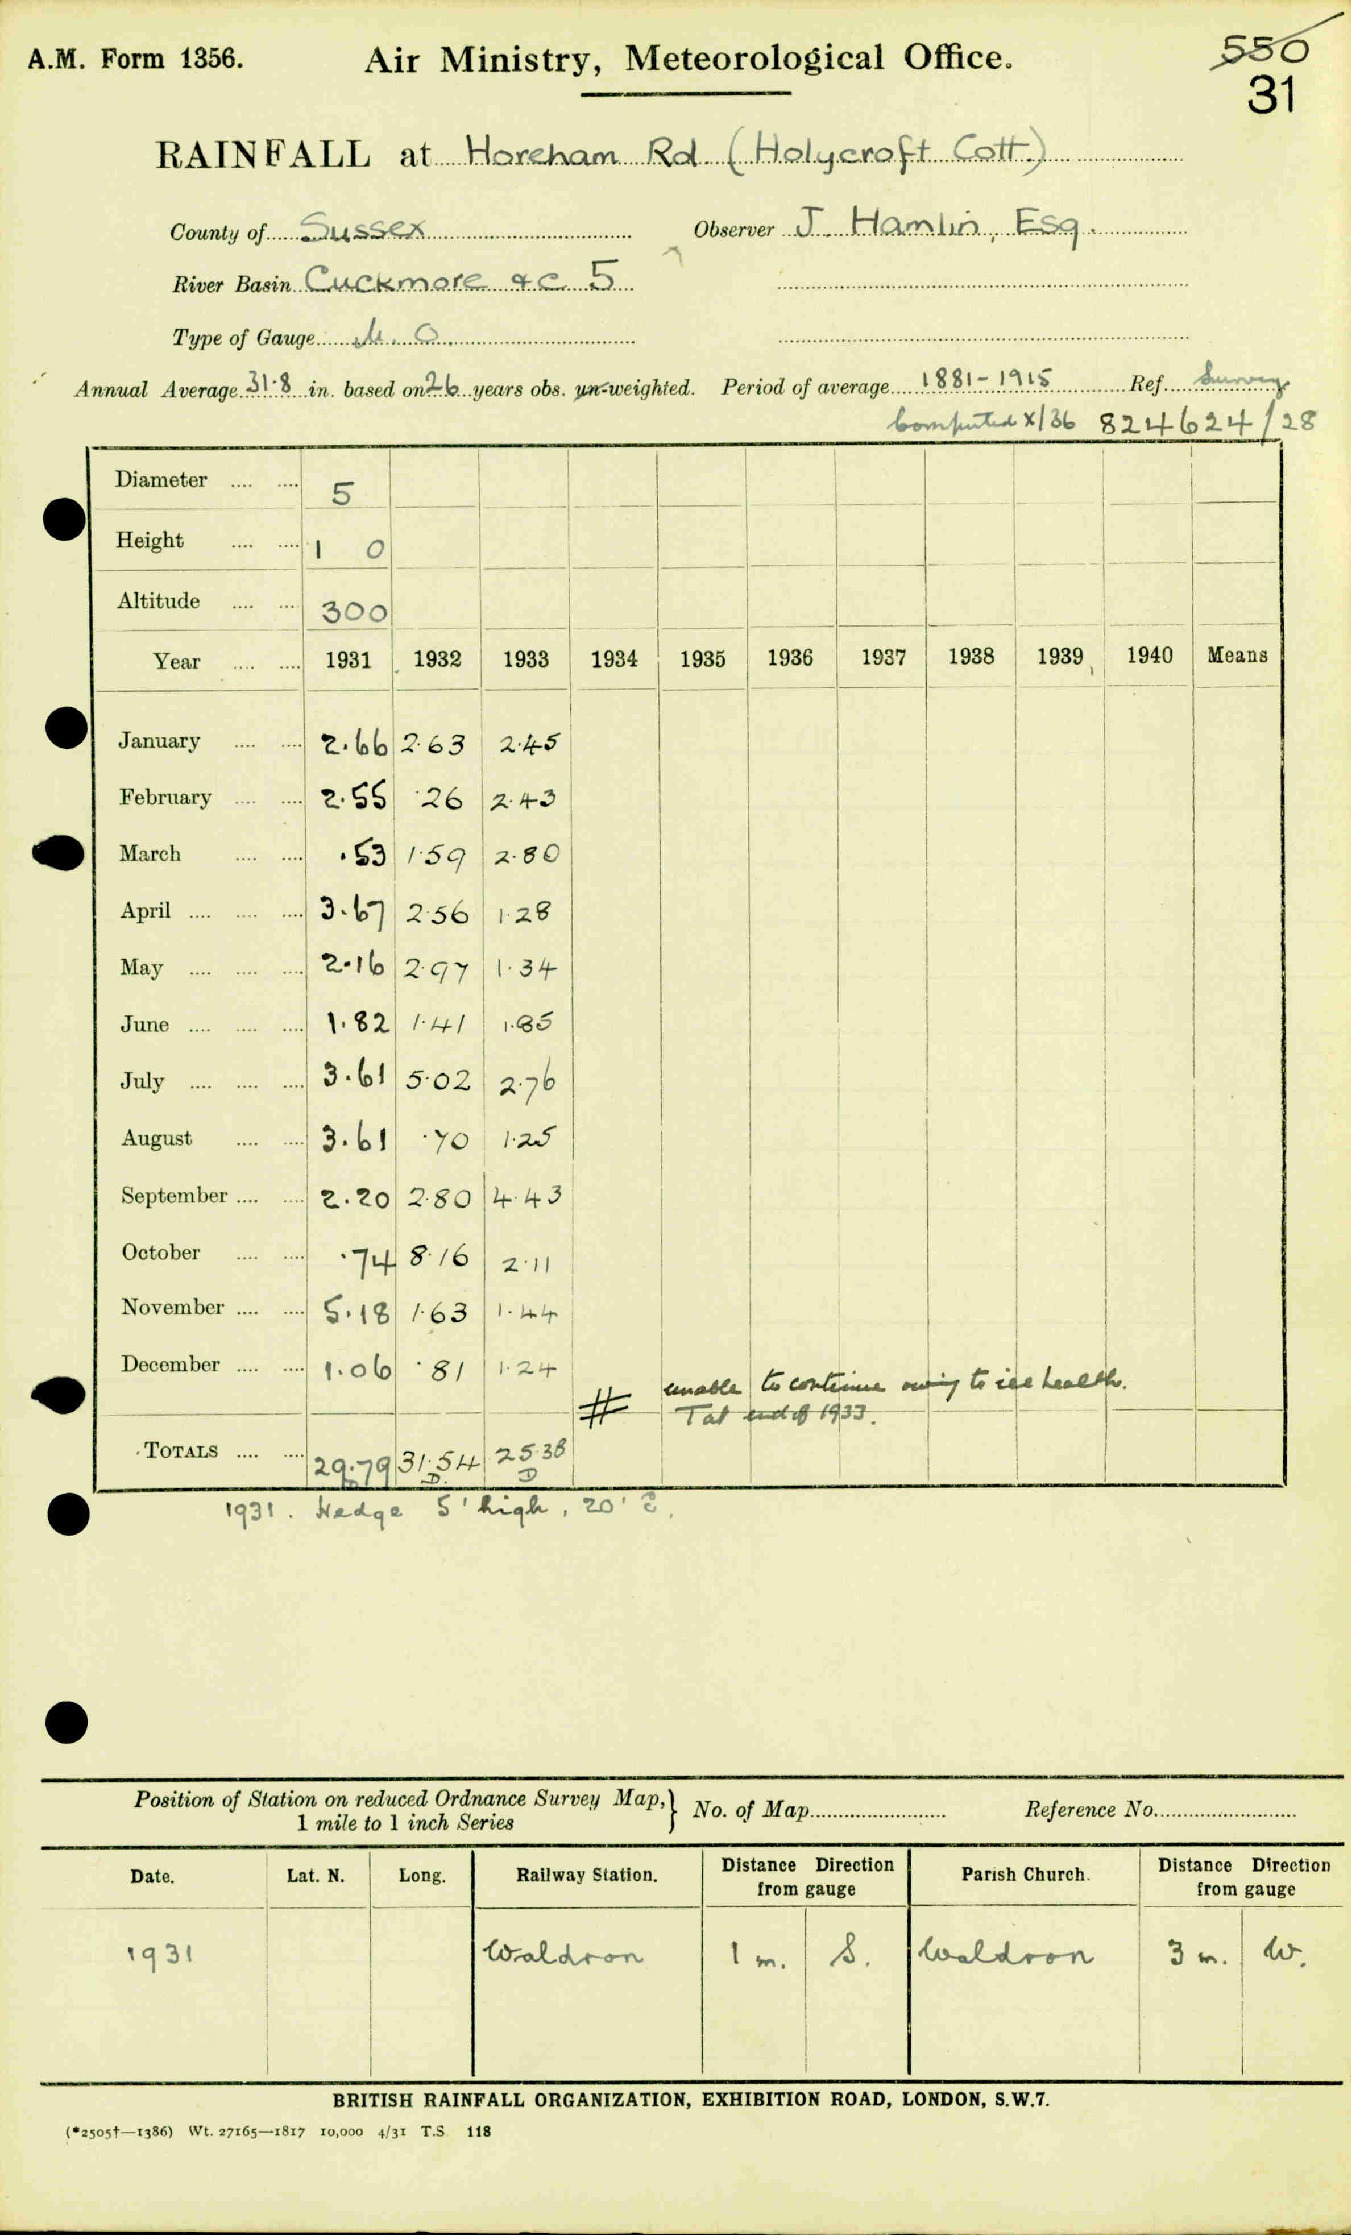 A.M. Form 1356.
Air Ministry, Meteorological Office.
550
31
RAINFALL at Horeham Rd (Holycroft Cott.)
County of Sussex Observer J. Hamlin, Esq.
River Basin Cuckmore &c 5
Type of Gauge M.O.
Annual Average 31.8 in. based on 26 years obs. un-weighted. Period of average 1881-1915 Ref. Survey
Computed X/36 824624/28
Diameter .... .... 5
Height .... .... 1 0
Altitude .... .... 300
Year .... .... 1931 1932 1933 1934 1935 1936 1937 1938 1939 1940 Means
January .... .... 2.66 2.63 2.45
February .... .... 2.55 .26 2.43
March .... .... .53 1.59 2.80
April .... .... .... 3.67 2.56 1.28
May .... .... .... 2.16 2.97 1.34
June .... .... .... 1.82 1.41 1.85
July .... .... .... 3.61 5.02 2.76
August .... .... 3.61 .70 1.25
September .... .... 2.20 2.80 4.43
October .... .... .74 8.16 2.11
November .... .... 5.18 1.63 1.44
December .... .... 1.06 .81 1.24
unable to continue owing to ill health.
# T at end of 1933.
TOTALS .... .... 29.79 31.54 25.38
D D D
1931. Hedge 5' high, 20'
Position of Station on reduced Ordnance Survey Map,} No. of Map Reference No.
1 mile to 1 inch Series
Date. Lat. N. Long. Railway Station. Distance Direction from gauge Parish Church. Distance Direction from gauge
1931 Waldron 1 m. S. Waldron 3 m. W.
BRITISH RAINFALL ORGANIZATION, EXHIBITION ROAD, LONDON, S.W.7.
(*2505†—1386) Wt. 27165—1817 10,000 4/31 T.S. 118